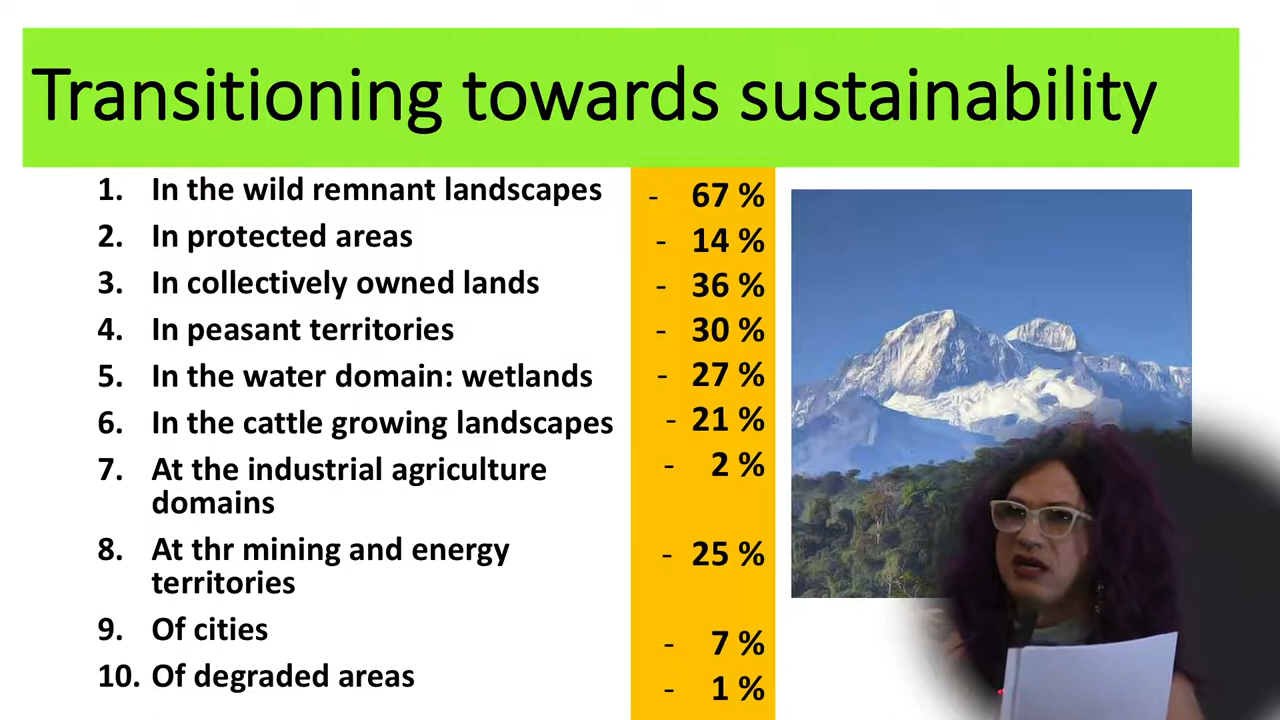 Transitioning towards sustainability
1. In the wild remnant landscapes - 67 %
2. In protected areas - 14 %
3. In collectively owned lands - 36 %
4. In peasant territories - 30 %
5. In the water domain: wetlands - 27 %
6. In the cattle growing landscapes - 21 %
7. At the industrial agriculture - 2 %
domains
8. At thr mining and energy - 25 %
territories
9. Of cities - 7 %
10. Of degraded areas - 1 %